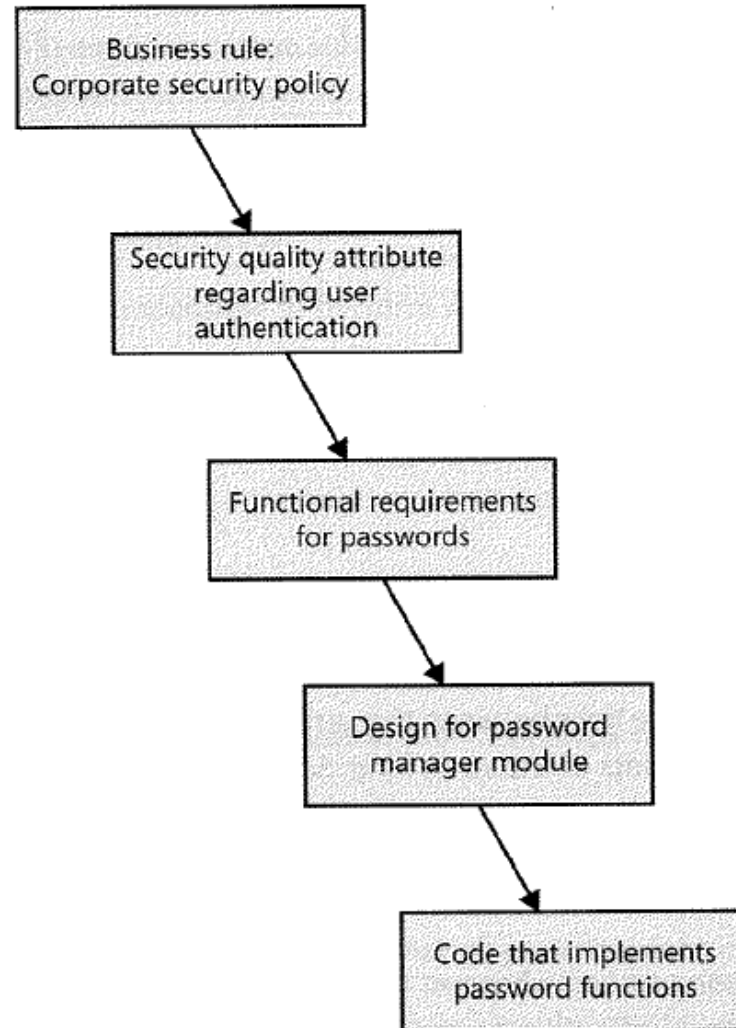 Business rule:
Corporate security policy
Security quality attribute
regarding user
authentication
Functional requirements
for passwords
Design for password
manager module
Code that implements
password functions